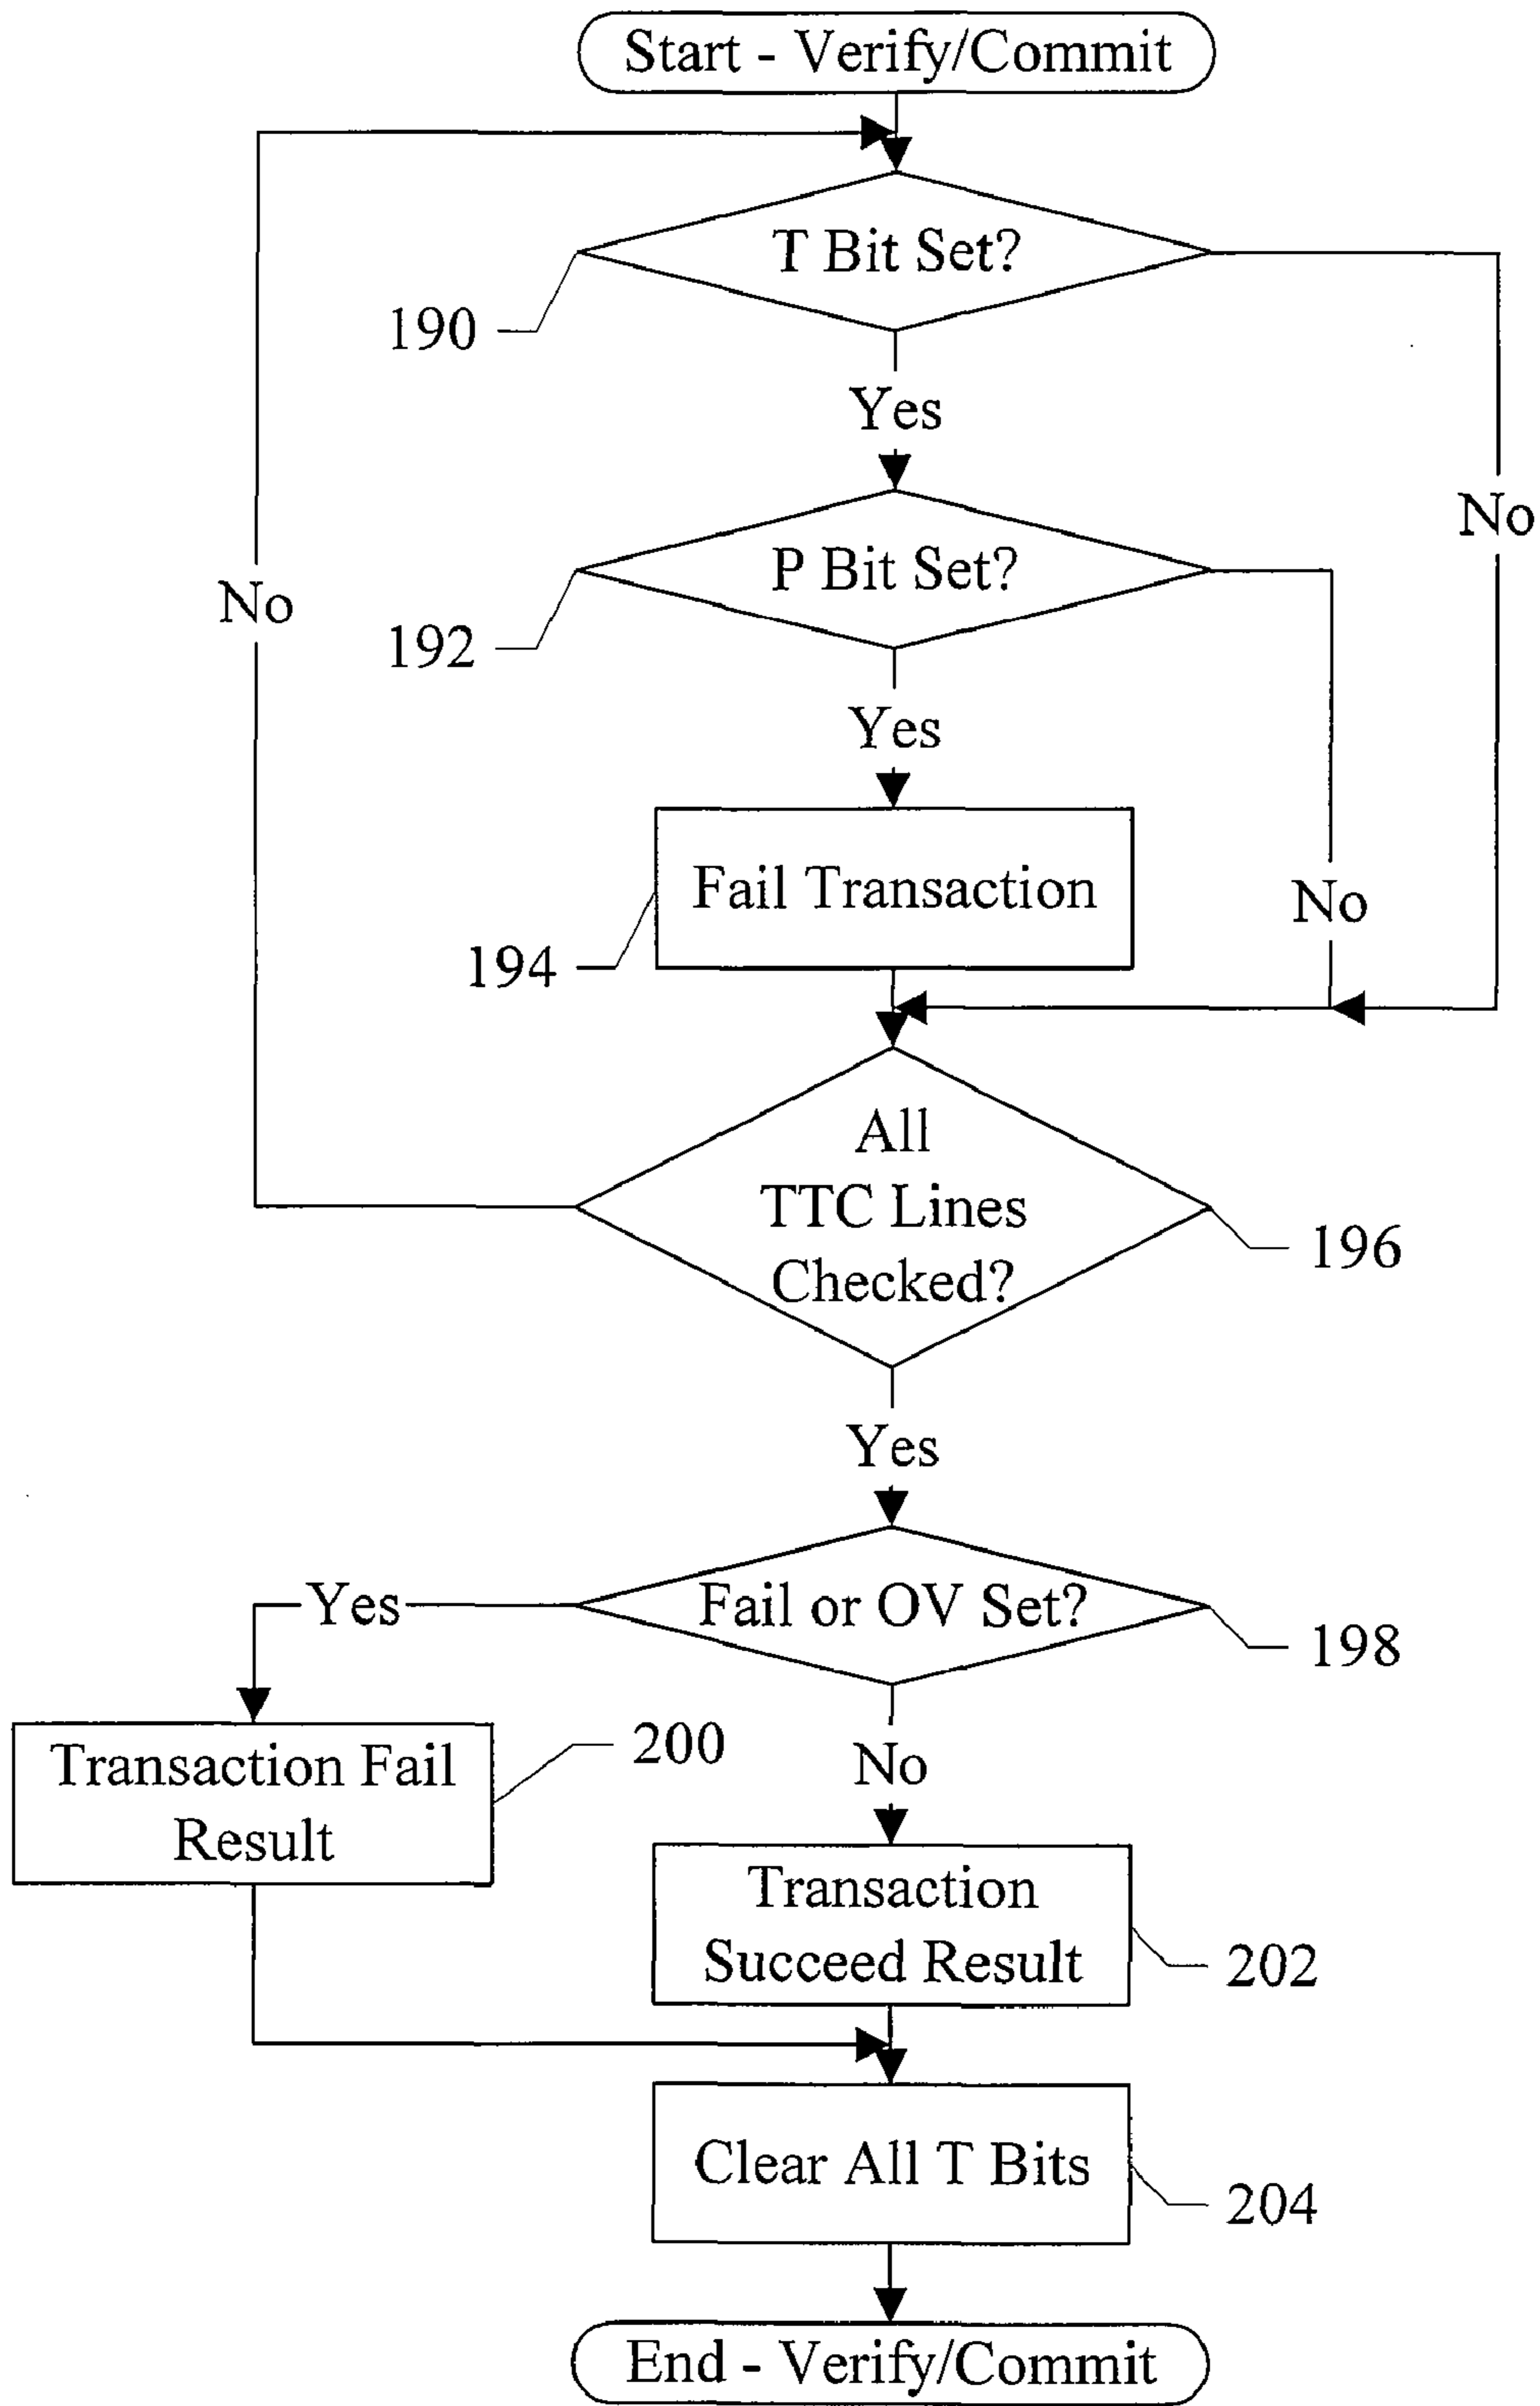 Start - Verify/Commit
T Bit Set?
190
Yes
No
P Bit Set?
192
No
Yes
Fail Transaction
No
194
All
TTC Lines
Checked?
196
Yes
Fail or OV Set?
Yes
198
Transaction Fail
Result
200
No
Transaction
Succeed Result
202
Clear All T Bits
204
End - Verify/Commit